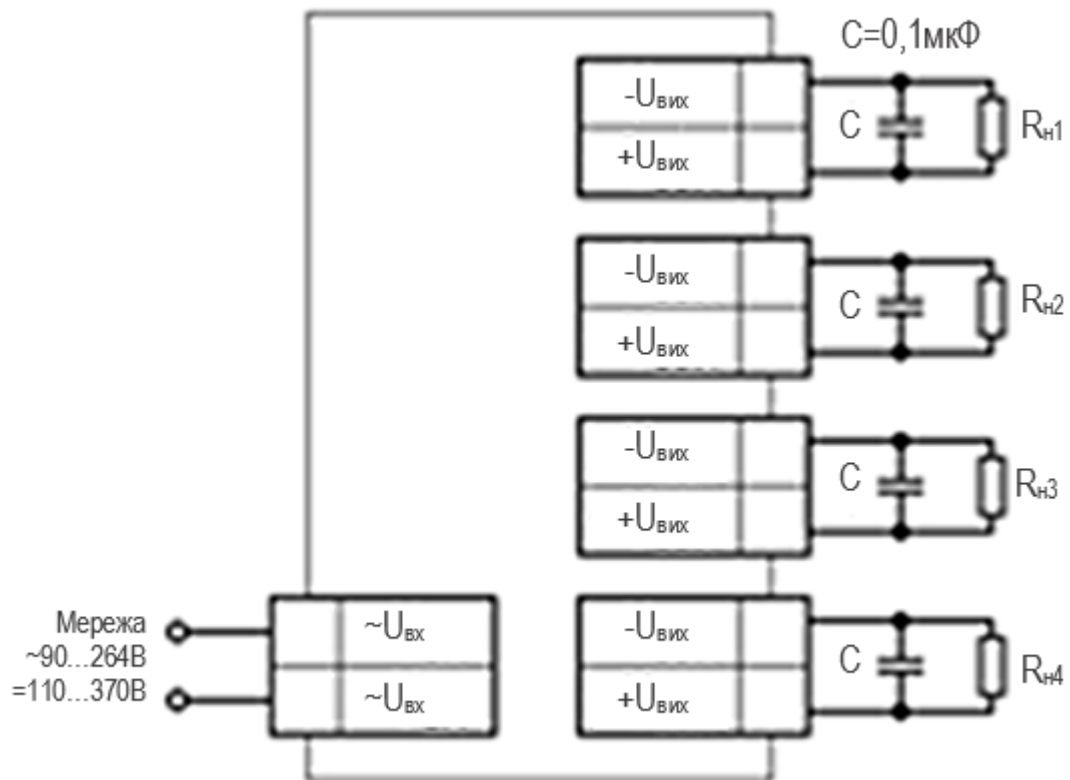 C=0,1мкФ
-Uвих
+Uвих
C
Rн1
-Uвих
+Uвих
C
Rн2
-Uвих
+Uвих
C
Rн3
Мережа
~90...264В
=110...370В
~Uвх
~Uвх
-Uвих
+Uвих
C
Rн4